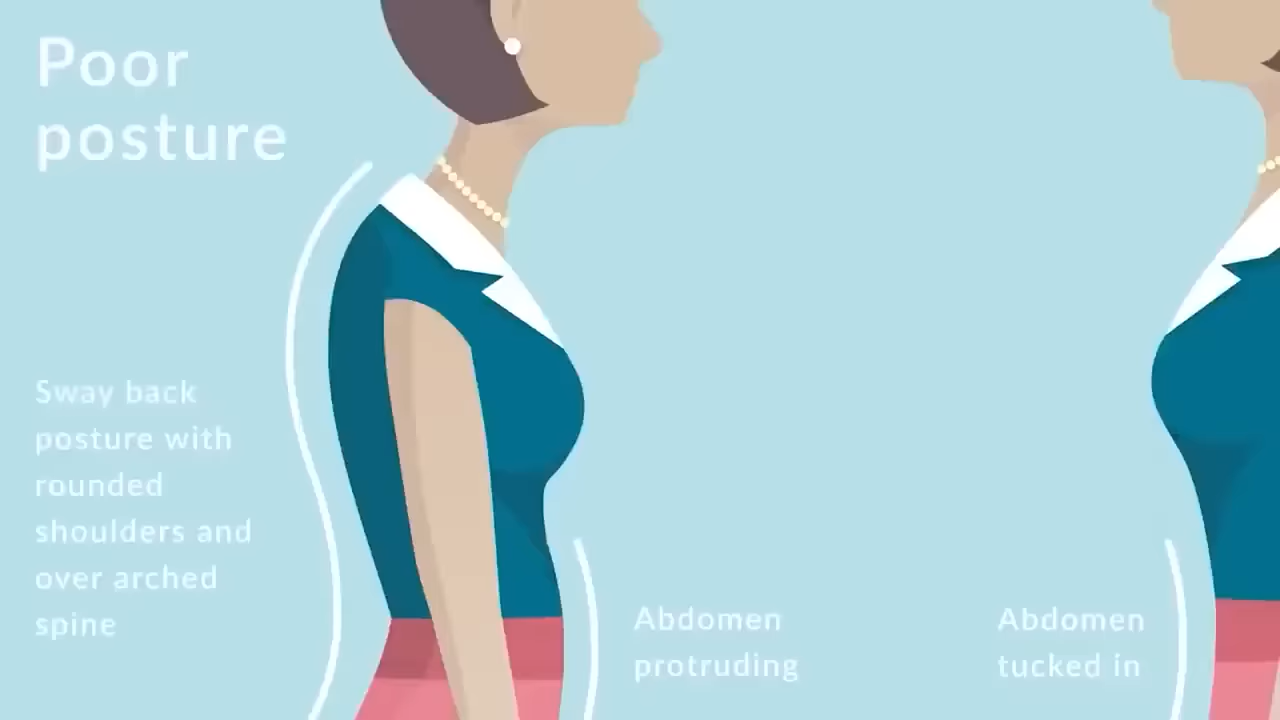 Poor
posture
Sway back
posture with
rounded
shoulders and
over arched
spine
Abdomen
protruding
Abdomen
tucked in